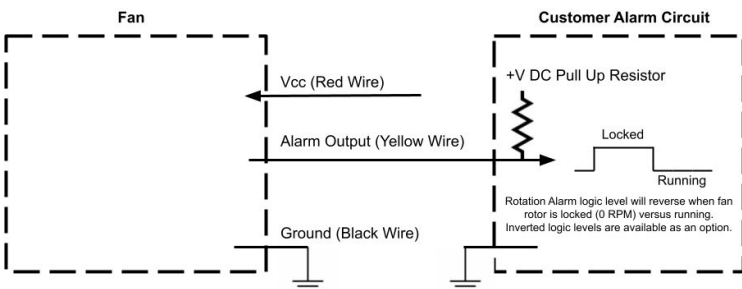 Fan
Customer Alarm Circuit
Vcc (Red Wire)
+V DC Pull Up Resistor
Alarm Output (Yellow Wire)
Locked
Running
Rotation Alarm logic level will reverse when fan
rotor is locked (0 RPM) versus running.
Inverted logic levels are available as an option.
Ground (Black Wire)